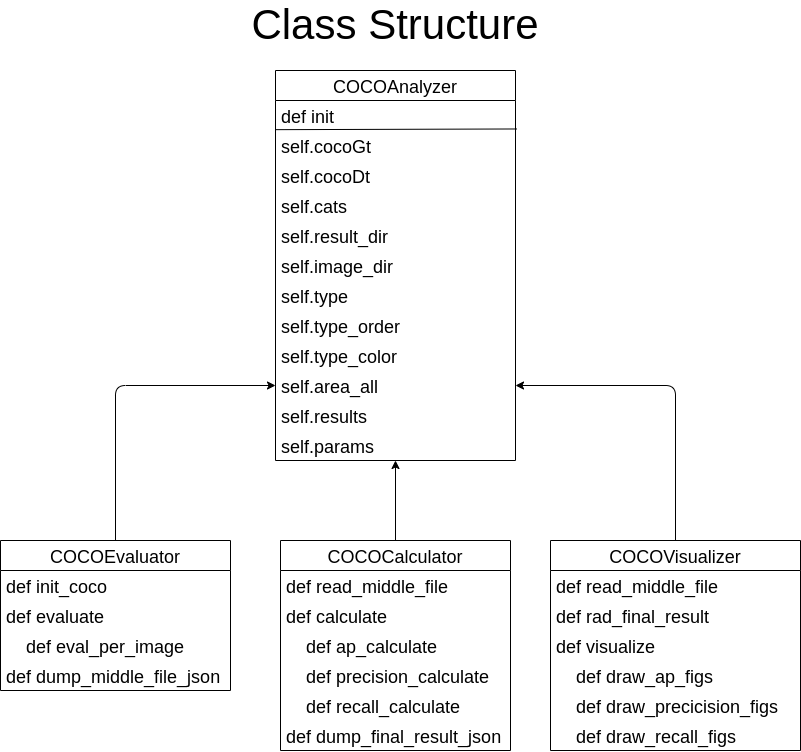 Class Structure
COCOAnalyzer
def init
self.cocoGt
self.cocoDt
self.cats
self.result_dir
self.image_dir
self.type
self.type_order
self.type_color
self.area_all
self.results
self.params
COCOEvaluator
def init_coco
def evaluate
def eval_per_image
def dump_middle_file_json
COCOCalculator
def read_middle_file
def calculate
def ap_calculate
def precision_calculate
def recall_calculate
def dump_final_result_json
COCOVisualizer
def read_middle_file
def rad_final_result
def visualize
def draw_ap_figs
def draw_precicision_figs
def draw_recall_figs